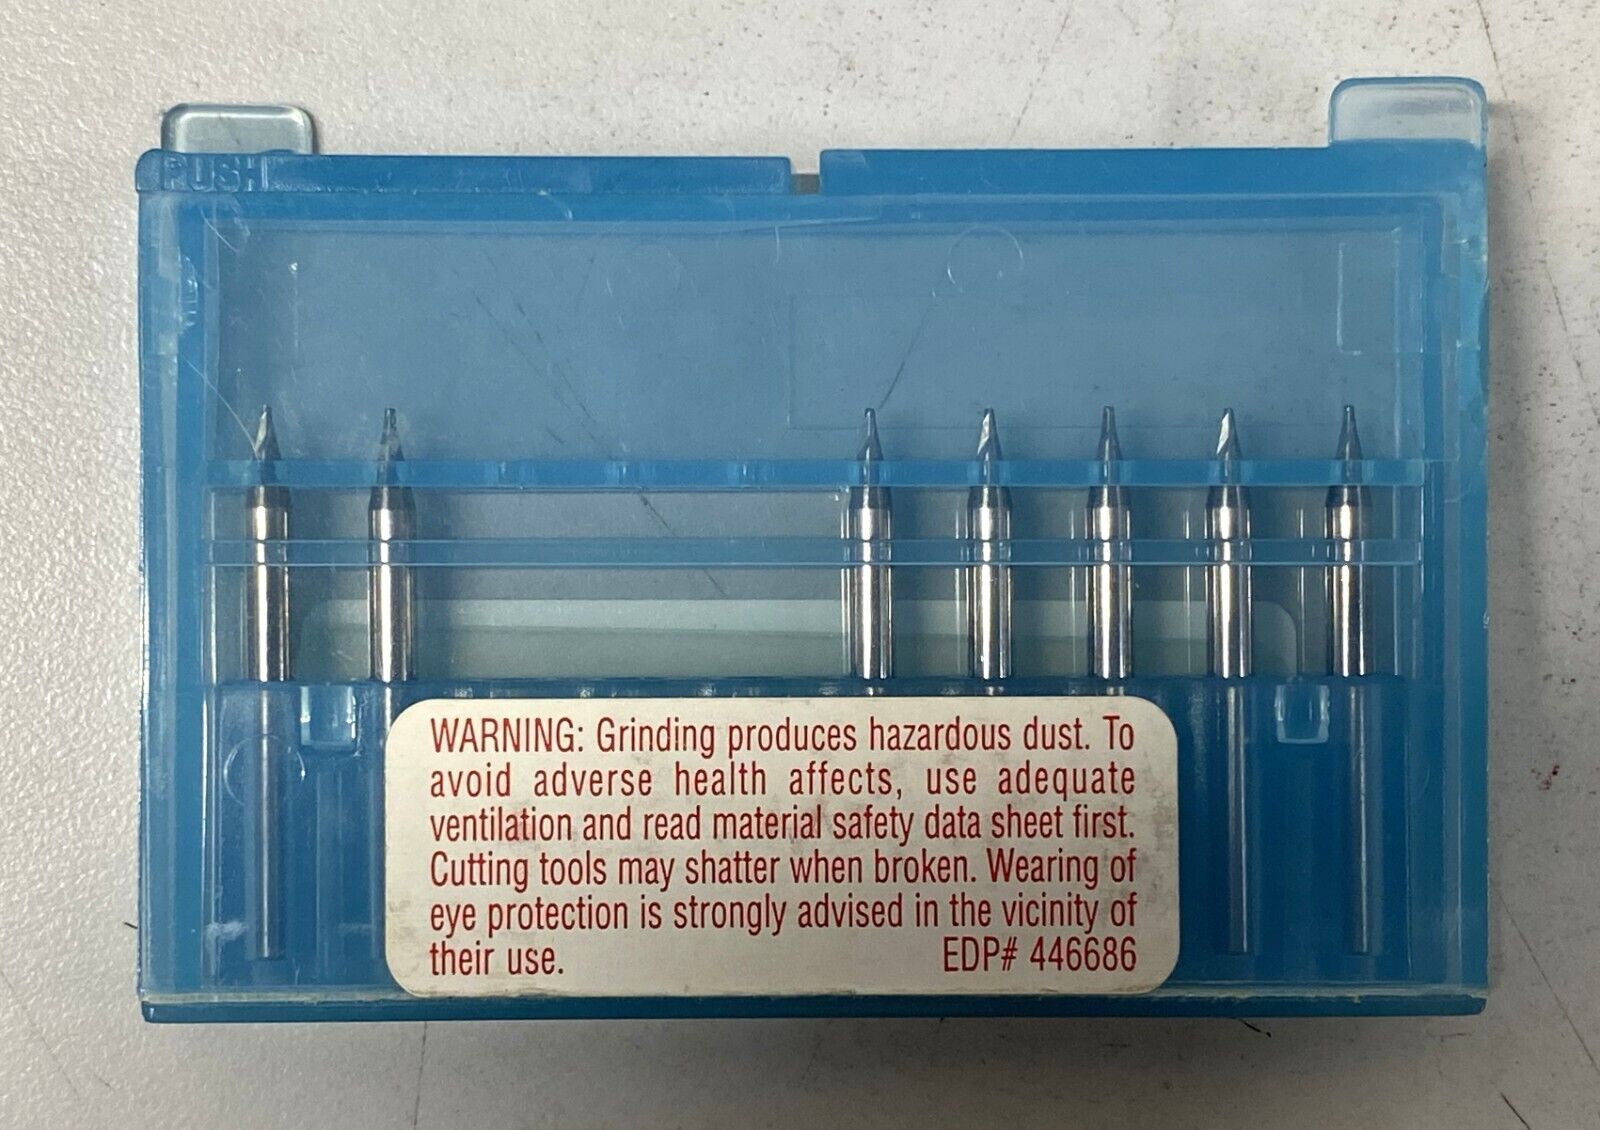 PUSH
WARNING: Grinding produces hazardous dust. To
avoid adverse health affects, use adequate
ventilation and read material safety data sheet first.
Cutting tools may shatter when broken. Wearing of
eye protection is strongly advised in the vicinity of
their use. EDP# 446686